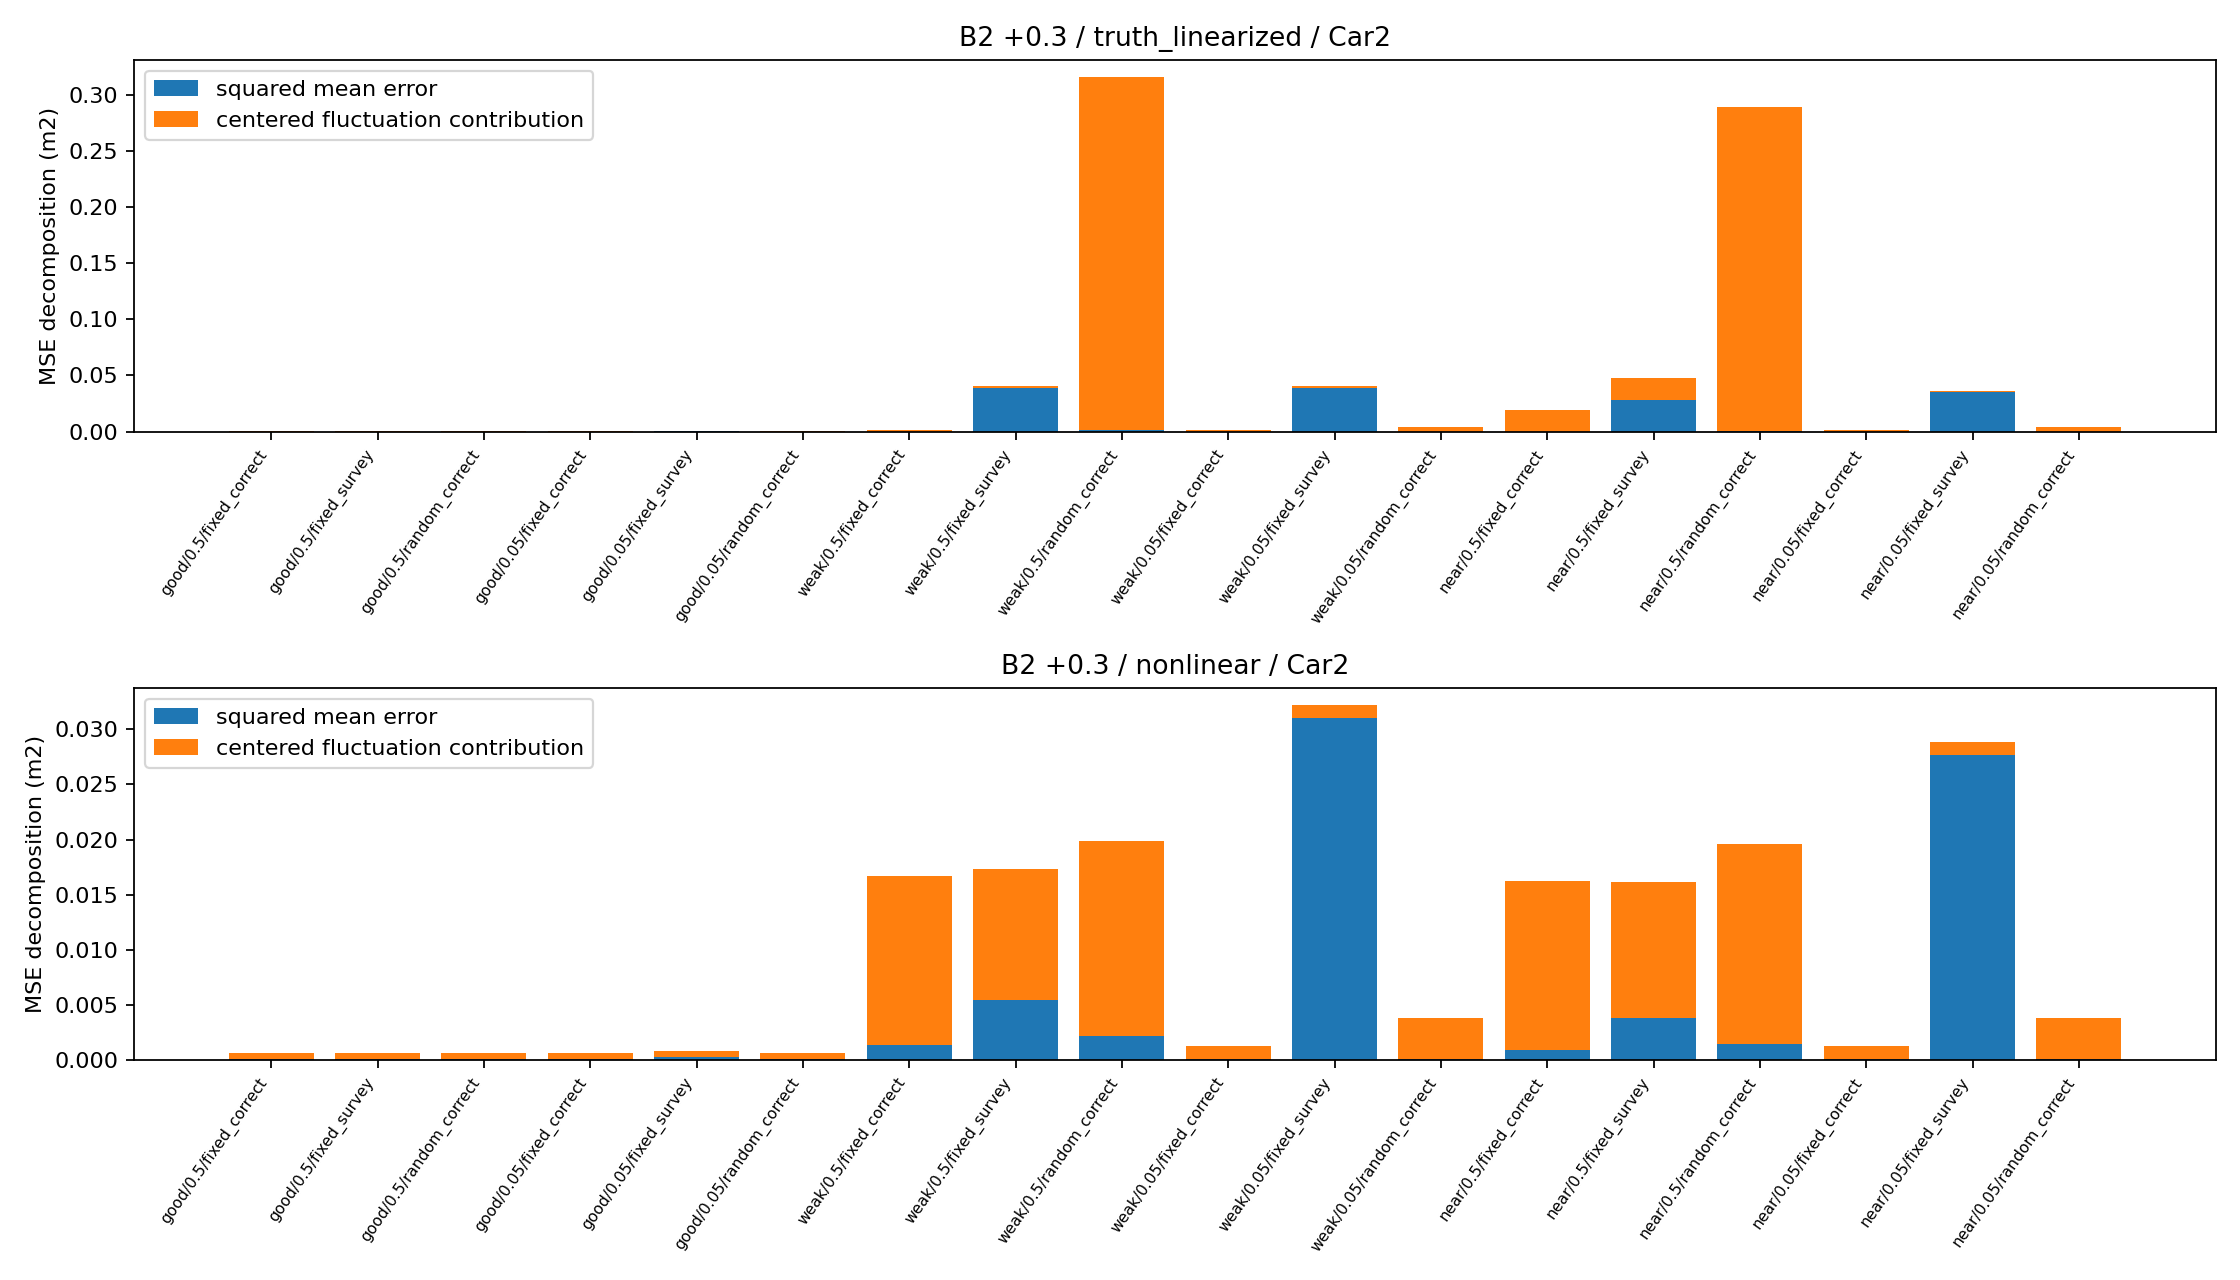 B2 +0.3 / truth_linearized / Car2
MSE decomposition (m2)
squared mean error
centered fluctuation contribution
0.30
0.25
0.20
0.15
0.10
0.05
0.00
good/0.5/fixed_correct
good/0.5/fixed_survey
good/0.5/random_correct
good/0.05/fixed_correct
good/0.05/fixed_survey
good/0.05/random_correct
weak/0.5/fixed_correct
weak/0.5/fixed_survey
weak/0.5/random_correct
weak/0.05/fixed_correct
weak/0.05/fixed_survey
weak/0.05/random_correct
near/0.5/fixed_correct
near/0.5/fixed_survey
near/0.5/random_correct
near/0.05/fixed_correct
near/0.05/fixed_survey
near/0.05/random_correct
B2 +0.3 / nonlinear / Car2
MSE decomposition (m2)
squared mean error
centered fluctuation contribution
0.030
0.025
0.020
0.015
0.010
0.005
0.000
good/0.5/fixed_correct
good/0.5/fixed_survey
good/0.5/random_correct
good/0.05/fixed_correct
good/0.05/fixed_survey
good/0.05/random_correct
weak/0.5/fixed_correct
weak/0.5/fixed_survey
weak/0.5/random_correct
weak/0.05/fixed_correct
weak/0.05/fixed_survey
weak/0.05/random_correct
near/0.5/fixed_correct
near/0.5/fixed_survey
near/0.5/random_correct
near/0.05/fixed_correct
near/0.05/fixed_survey
near/0.05/random_correct